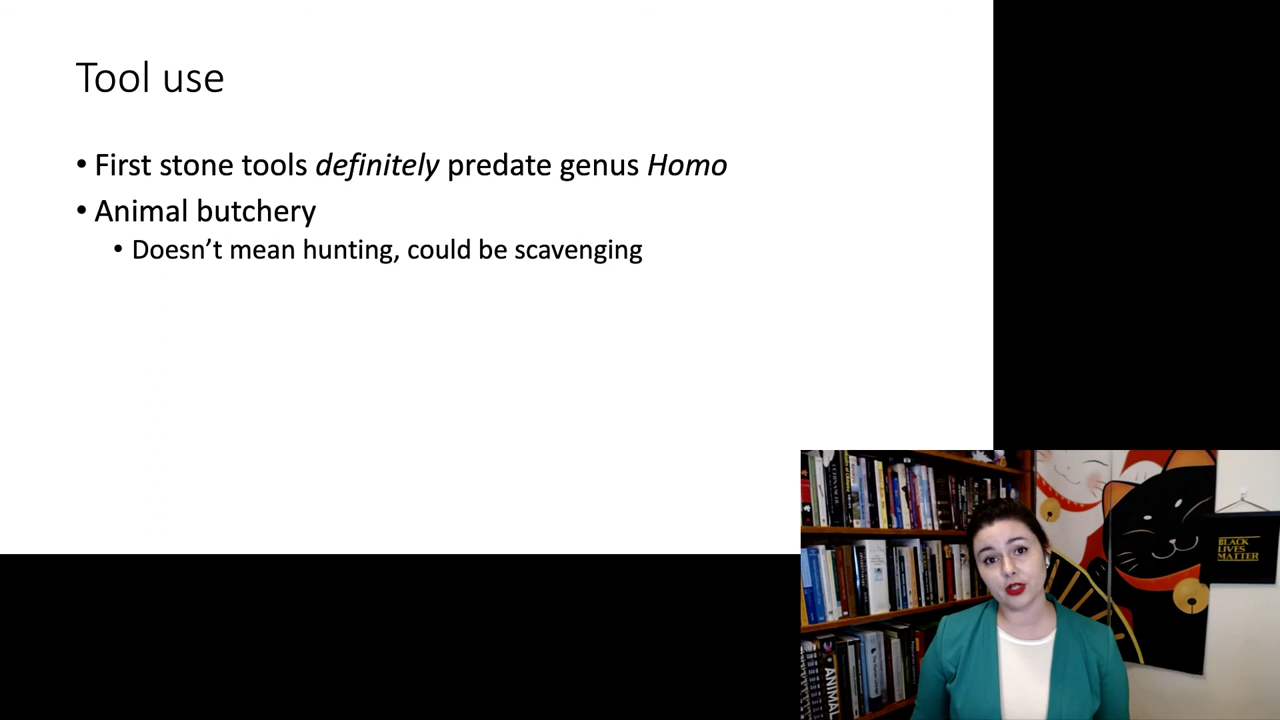 Tool use
• First stone tools definitely predate genus Homo
• Animal butchery
• Doesn't mean hunting, could be scavenging
BLACK
LIVES
MATTER
ANIMAL